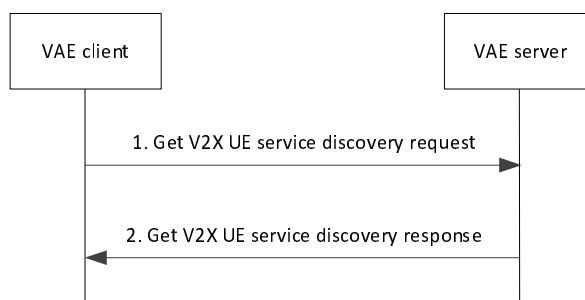 VAE client
VAE server
1. Get V2X UE service discovery request
2. Get V2X UE service discovery response